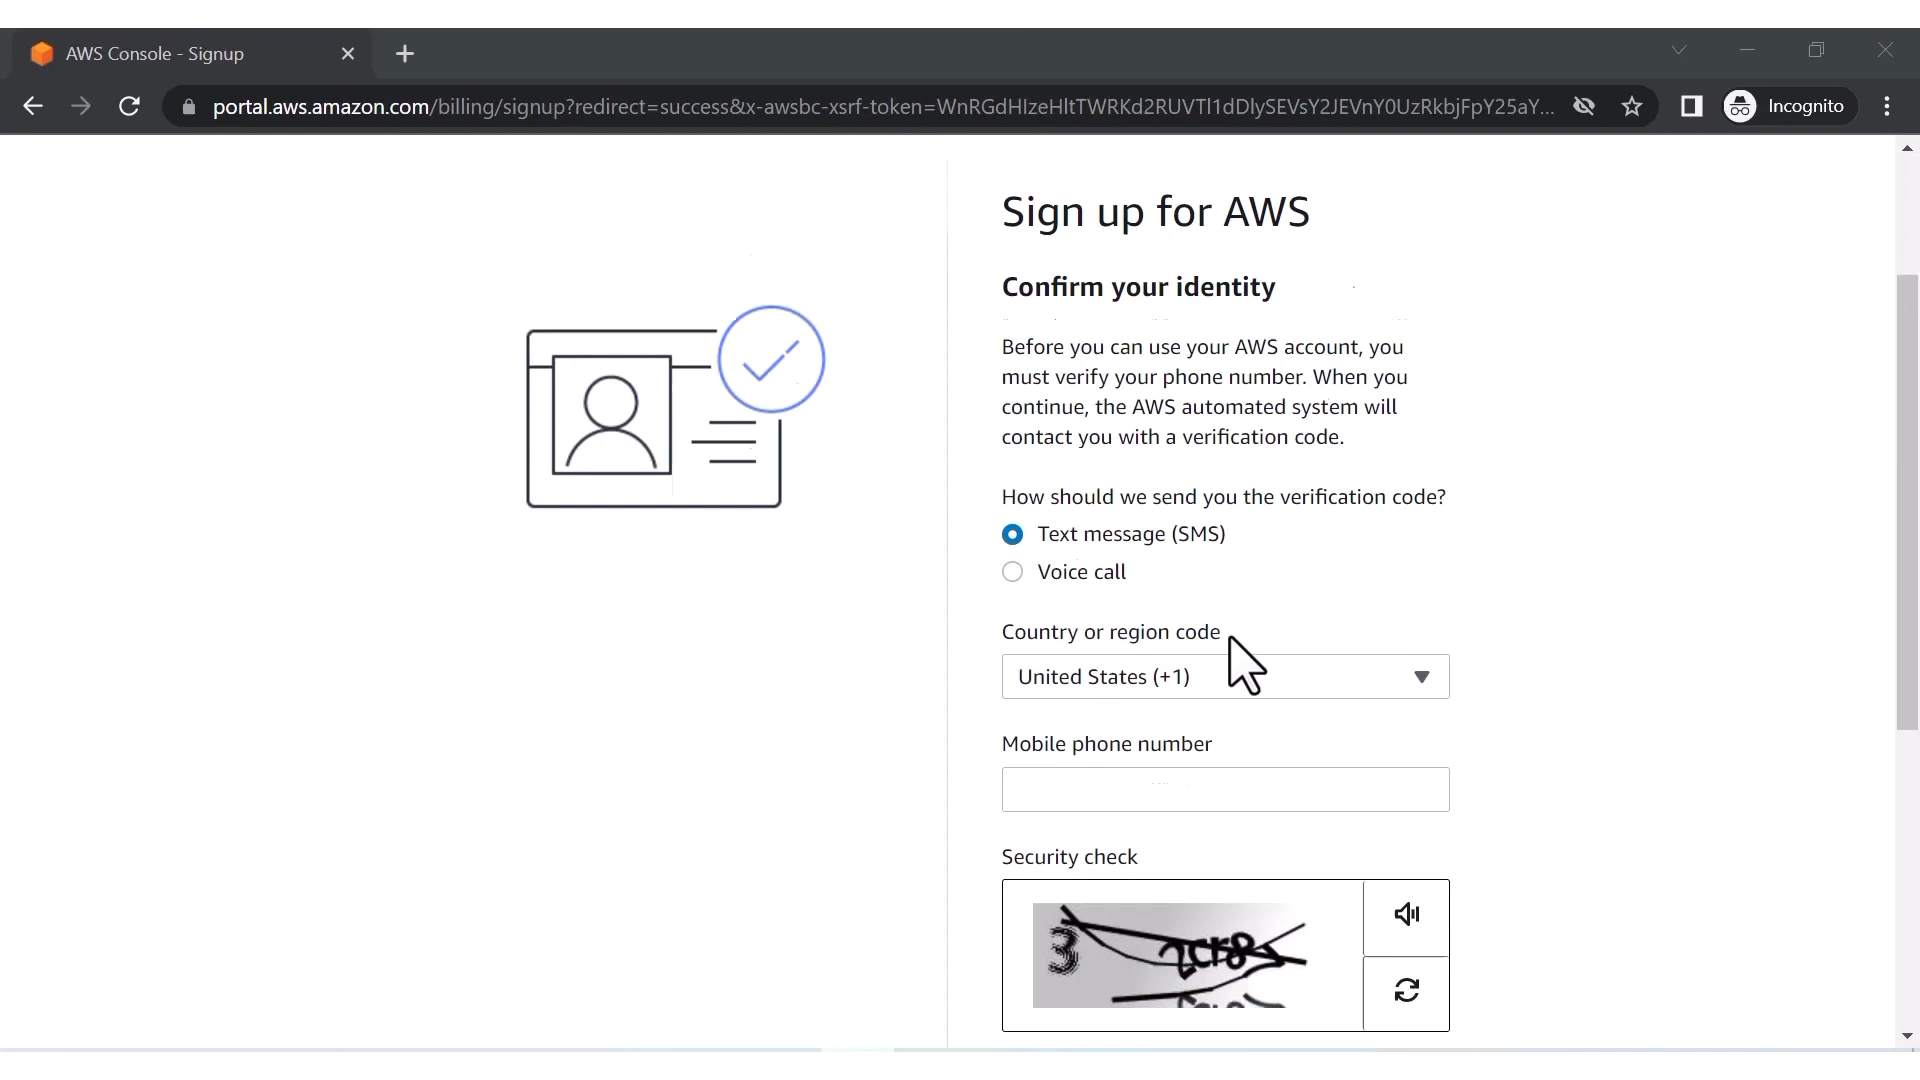 AWS Console - Signup
portal.aws.amazon.com/billing/signup?redirect=success&x-awsbc-xsrf-token=WnRGdHIzeHltTWRKd2RUVTl1dDlySEVsY2JEVnY0UzRkbjFpY25aY...
Incognito
Sign up for AWS
Confirm your identity
Before you can use your AWS account, you
must verify your phone number. When you
continue, the AWS automated system will
contact you with a verification code.
How should we send you the verification code?
Text message (SMS)
Voice call
Country or region code
United States (+1)
Mobile phone number
Security check